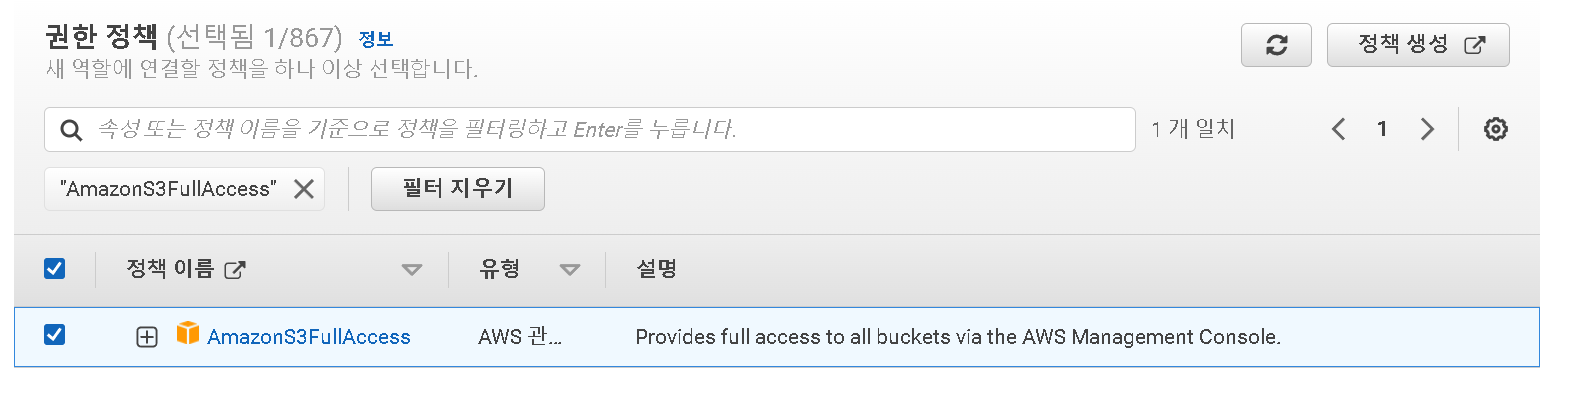 권한 정책 (선택됨 1/867) 정보
새 역할에 연결할 정책을 하나 이상 선택합니다.
정책 생성
속성 또는 정책 이름을 기준으로 정책을 필터링하고 Enter를 누릅니다.
1 개 일치
1
"AmazonS3FullAccess"
필터 지우기
정책 이름 유형 설명
AmazonS3FullAccess AWS 관... Provides full access to all buckets via the AWS Management Console.